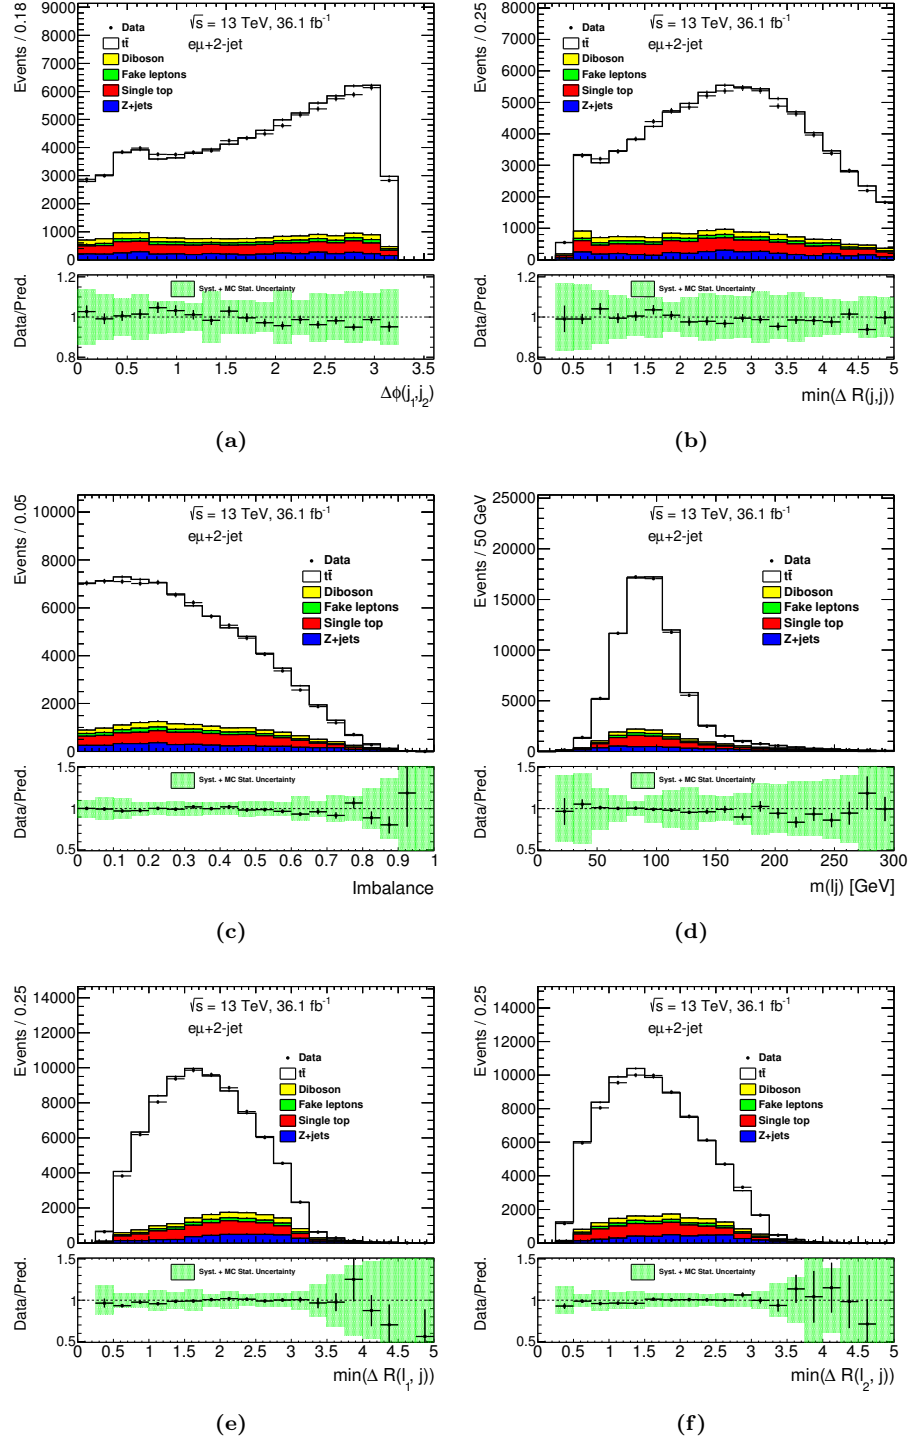 Events / 0.18
9000
8000
7000
6000
5000
4000
3000
2000
1000
0
√s = 13 TeV, 36.1 fb⁻¹
eμ+2-jet
Data
tt̄
Diboson
Fake leptons
Single top
Z+jets
Data/Pred.
1.2
1
0.8
Syst. + MC Stat. Uncertainty
0 0.5 1 1.5 2 2.5 3 3.5
Δϕ(j₁,j₂)
(a)
Events / 0.25
8000
7000
6000
5000
4000
3000
2000
1000
0
√s = 13 TeV, 36.1 fb⁻¹
eμ+2-jet
Data
tt̄
Diboson
Fake leptons
Single top
Z+jets
Data/Pred.
1.2
1
0.8
Syst. + MC Stat. Uncertainty
0 0.5 1 1.5 2 2.5 3 3.5 4 4.5 5
min(Δ R(j,j))
(b)
Events / 0.05
10000
8000
6000
4000
2000
0
√s = 13 TeV, 36.1 fb⁻¹
eμ+2-jet
Data
tt̄
Diboson
Fake leptons
Single top
Z+jets
Data/Pred.
1.5
1
0.5
Syst. + MC Stat. Uncertainty
0 0.1 0.2 0.3 0.4 0.5 0.6 0.7 0.8 0.9 1
Imbalance
(c)
Events / 50 GeV
25000
20000
15000
10000
5000
0
√s = 13 TeV, 36.1 fb⁻¹
eμ+2-jet
Data
tt̄
Diboson
Fake leptons
Single top
Z+jets
Data/Pred.
1.5
1
0.5
Syst. + MC Stat. Uncertainty
0 50 100 150 200 250 300
m(lj) [GeV]
(d)
Events / 0.25
14000
12000
10000
8000
6000
4000
2000
0
√s = 13 TeV, 36.1 fb⁻¹
eμ+2-jet
Data
tt̄
Diboson
Fake leptons
Single top
Z+jets
Data/Pred.
1.5
1
0.5
Syst. + MC Stat. Uncertainty
0 0.5 1 1.5 2 2.5 3 3.5 4 4.5 5
min(Δ R(l₁, j))
(e)
Events / 0.25
14000
12000
10000
8000
6000
4000
2000
0
√s = 13 TeV, 36.1 fb⁻¹
eμ+2-jet
Data
tt̄
Diboson
Fake leptons
Single top
Z+jets
Data/Pred.
1.5
1
0.5
Syst. + MC Stat. Uncertainty
0 0.5 1 1.5 2 2.5 3 3.5 4 4.5 5
min(Δ R(l₂, j))
(f)